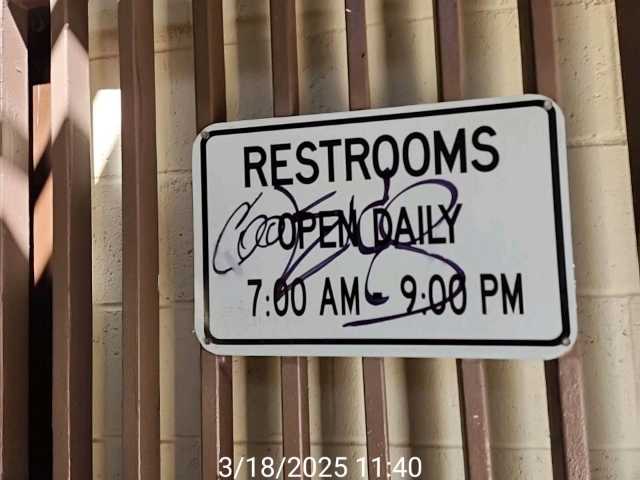 RESTROOMS
OPEN DAILY
7:00 AM - 9:00 PM
3/18/2025 11:40